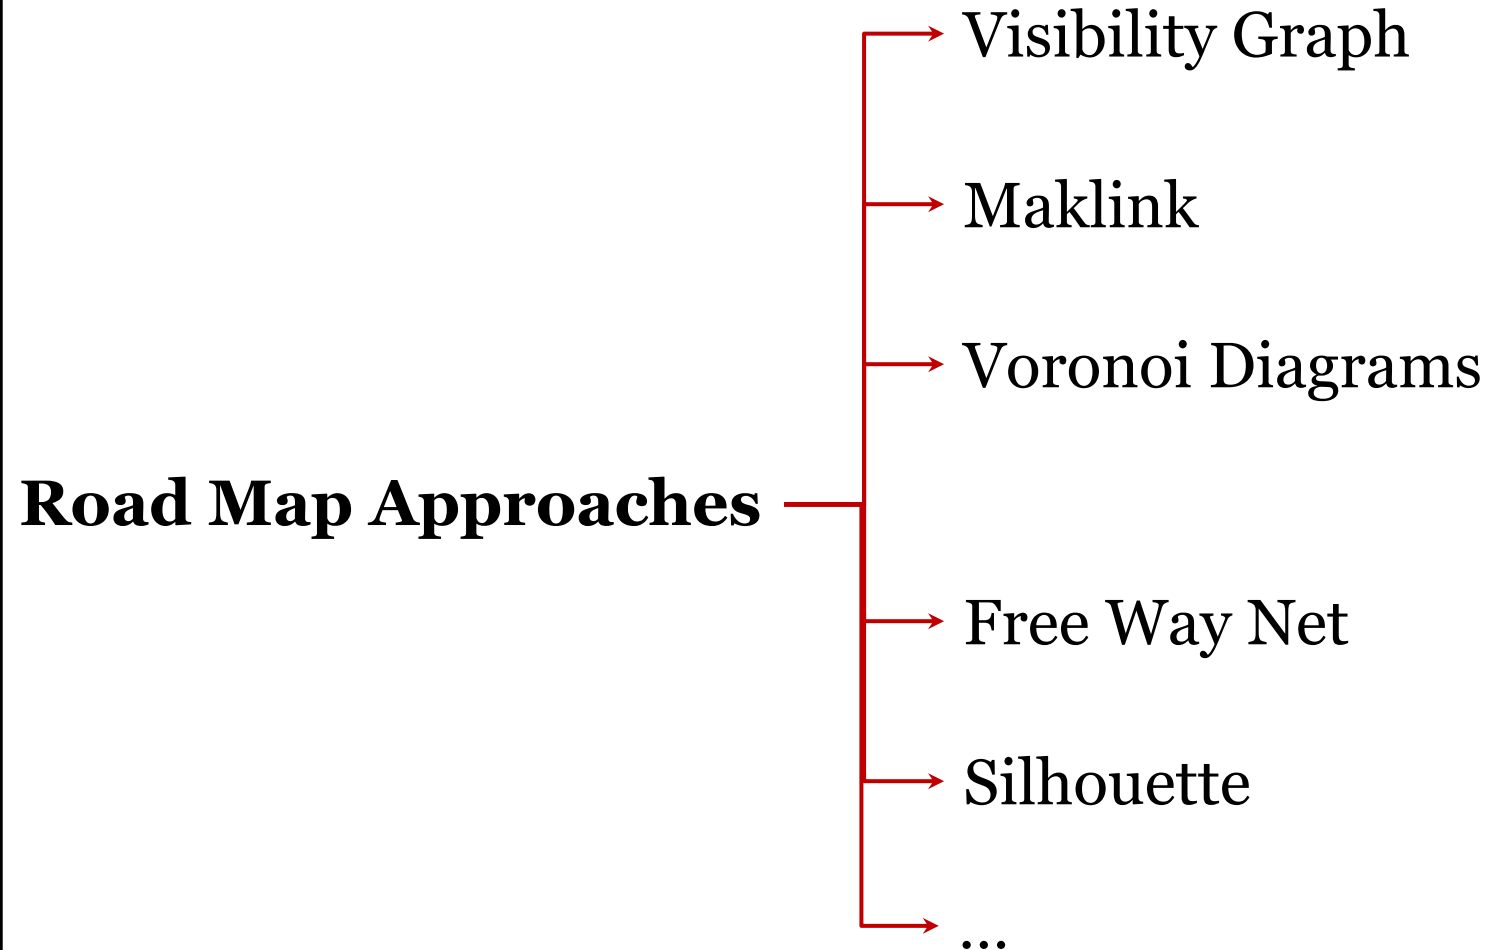 Visibility Graph
Maklink
Voronoi Diagrams
Road Map Approaches
Free Way Net
Silhouette
...